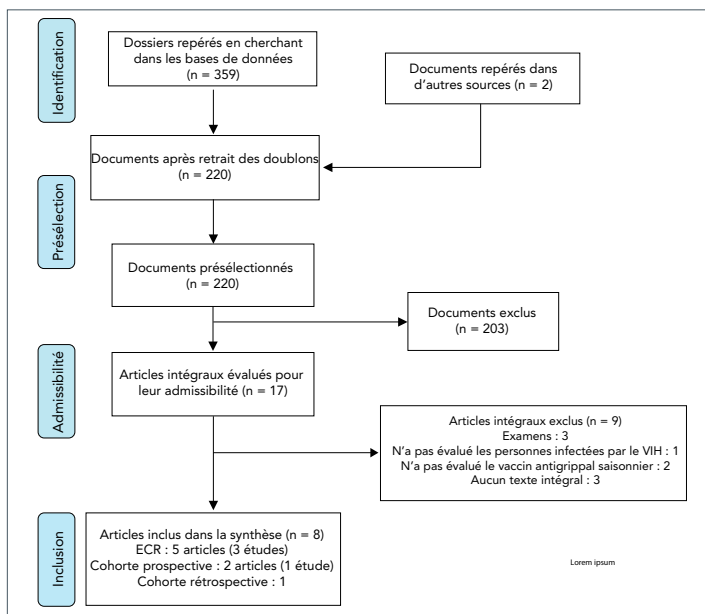 Identification
Dossiers repérés en cherchant
dans les bases de données
(n = 359)
Documents repérés dans
d'autres sources (n = 2)
Documents après retrait des doublons
(n = 220)
Présélection
Documents présélectionnés
(n = 220)
Documents exclus
(n = 203)
Admissibilité
Articles intégraux évalués pour
leur admissibilité (n = 17)
Articles intégraux exclus (n = 9)
Examens : 3
N'a pas évalué les personnes infectées par le VIH : 1
N'a pas évalué le vaccin antigrippal saisonnier : 2
Aucun texte intégral : 3
Inclusion
Articles inclus dans la synthèse (n = 8)
ECR : 5 articles (3 études)
Cohorte prospective : 2 articles (1 étude)
Cohorte rétrospective : 1
Lorem ipsum